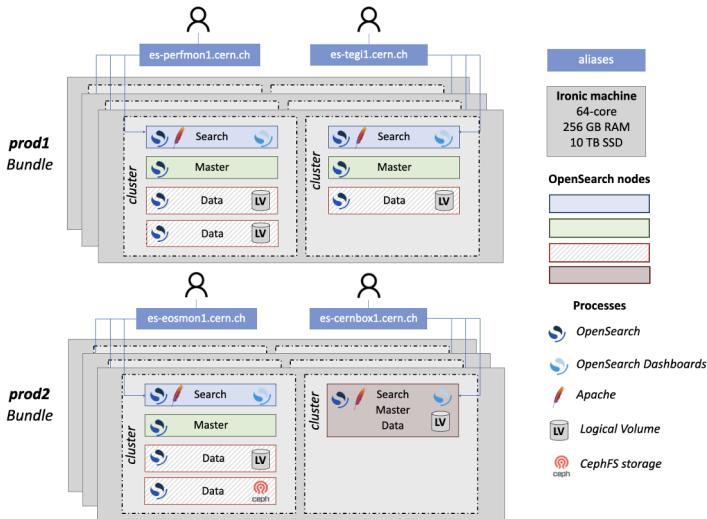 es-perfmon1.cern.ch
es-tegi1.cern.ch
aliases
Ironic machine
64-core
256 GB RAM
10 TB SSD
prod1
Bundle
cluster
Search
Master
Data
LV
Data
LV
cluster
Search
Master
Data
LV
OpenSearch nodes
es-eosmon1.cern.ch
es-cernbox1.cern.ch
prod2
Bundle
cluster
Search
Master
Data
LV
Data
ceph
cluster
Search
Master
Data
LV
Processes
OpenSearch
OpenSearch Dashboards
Apache
LV
Logical Volume
CephFS storage